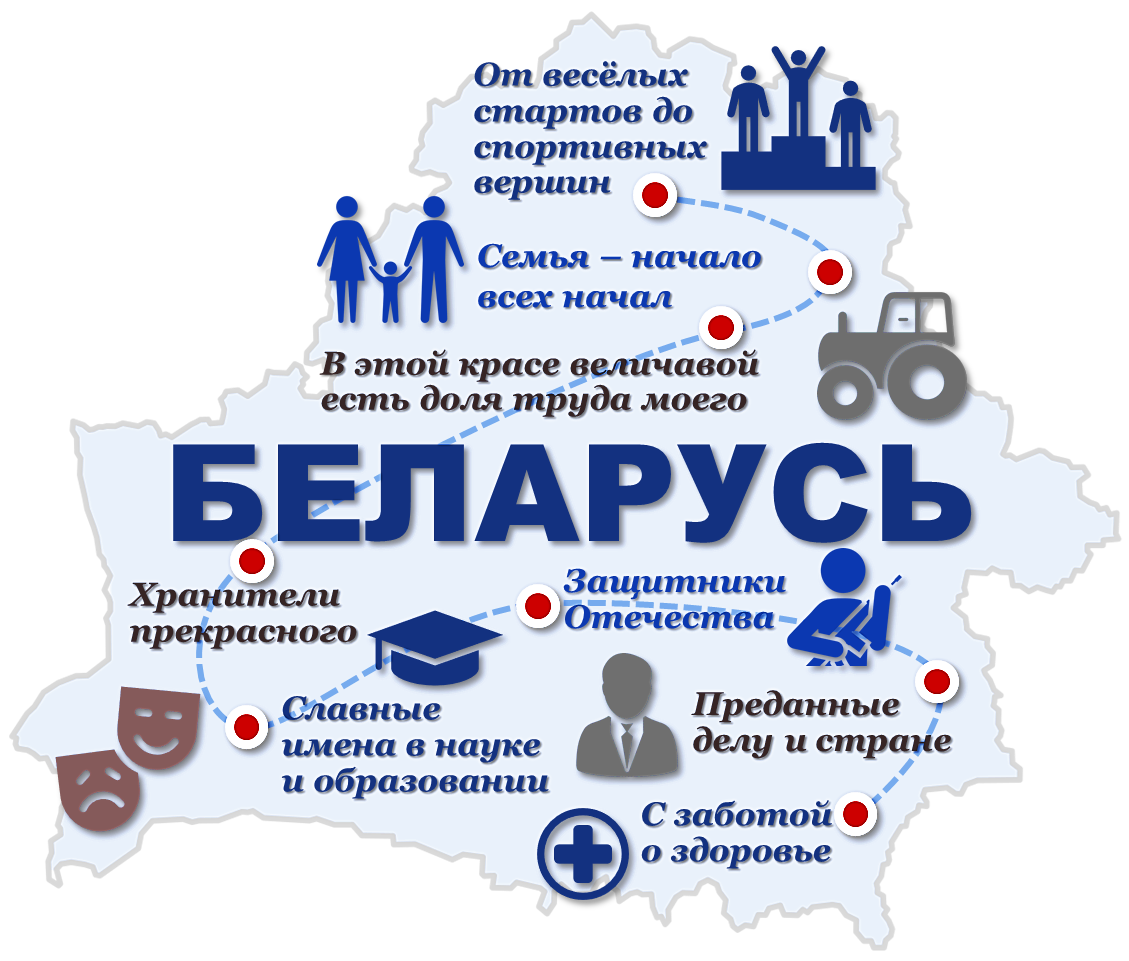 От весёлых
стартов до
спортивных
вершин
Семья – начало
всех начал
В этой красе величавой
есть доля труда моего
БЕЛАРУСЬ
Хранители
прекрасного
Защитники
Отечества
Славные
имена в науке
и образовании
Преданные
делу и стране
С заботой
о здоровье